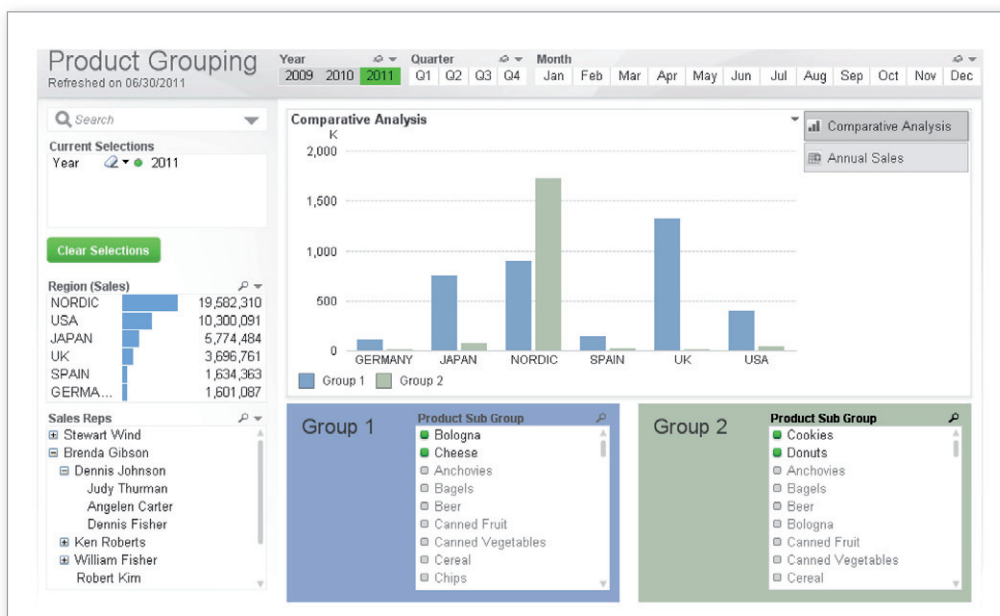 Product Grouping
Refreshed on 06/30/2011
Year
2009 2010 2011
Quarter
Q1 Q2 Q3 Q4
Month
Jan Feb Mar Apr May Jun Jul Aug Sep Oct Nov Dec
Search
Current Selections
Year 2011
Clear Selections
Region (Sales)
NORDIC 19,582,310
USA 10,300,091
JAPAN 5,774,484
UK 3,696,761
SPAIN 1,634,363
GERMA... 1,601,087
Sales Reps
Stewart Wind
Brenda Gibson
Dennis Johnson
Judy Thurman
Angelen Carter
Dennis Fisher
Ken Roberts
William Fisher
Robert Kim
Comparative Analysis
K
2,000
1,500
1,000
500
0
GERMANY JAPAN NORDIC SPAIN UK USA
Group 1 Group 2
Comparative Analysis
Annual Sales
Group 1
Product Sub Group
Bologna
Cheese
Anchovies
Bagels
Beer
Canned Fruit
Canned Vegetables
Cereal
Chips
Group 2
Product Sub Group
Cookies
Donuts
Anchovies
Bagels
Beer
Bologna
Canned Fruit
Canned Vegetables
Cereal